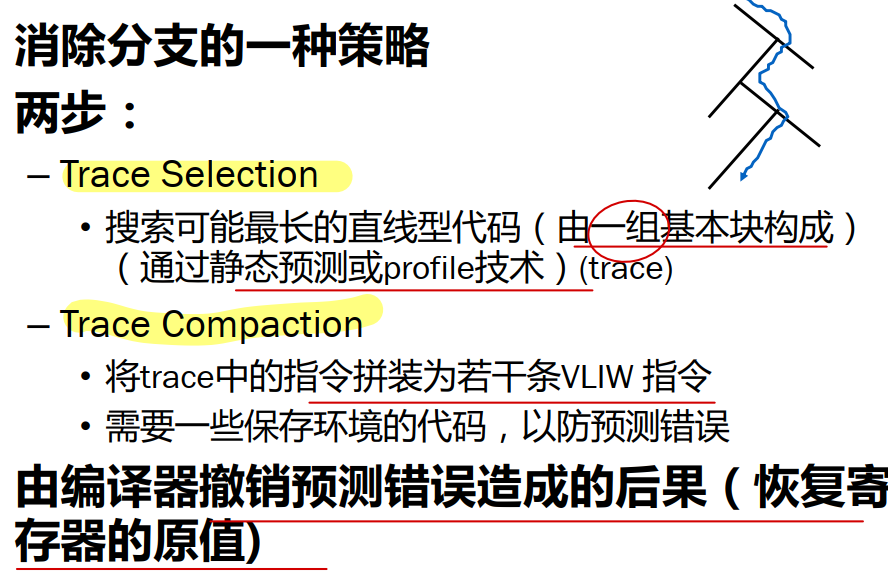 消除分支的一种策略
两步：
– Trace Selection
• 搜索可能最长的直线型代码（由一组基本块构成）
（通过静态预测或profile技术）(trace)
– Trace Compaction
• 将trace中的指令拼装为若干条VLIW 指令
• 需要一些保存环境的代码，以防预测错误
由编译器撤销预测错误造成的后果（恢复寄
存器的原值)